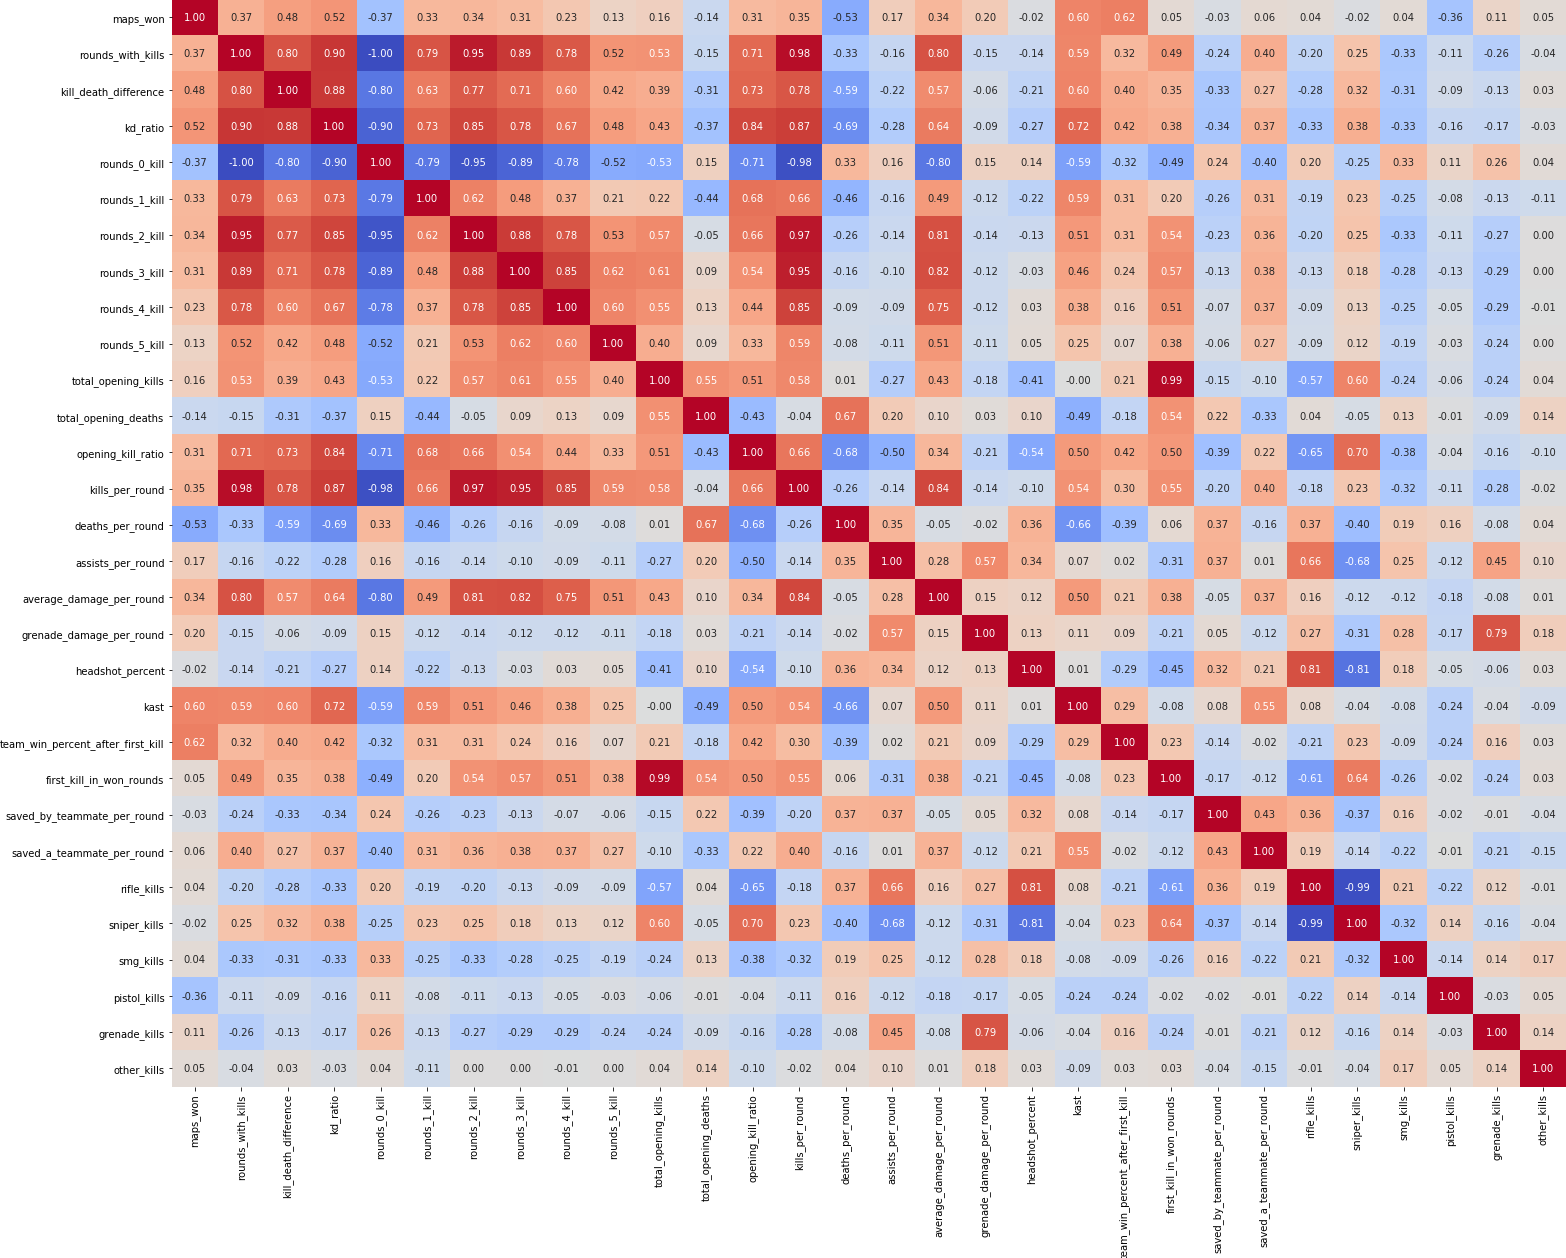 maps_won 1.00 0.37 0.48 0.52 -0.37 0.33 0.34 0.31 0.23 0.13 0.16 -0.14 0.31 0.35 -0.53 0.17 0.34 0.20 -0.02 0.60 0.62 0.05 -0.03 0.06 0.04 -0.02 0.04 -0.36 0.11 0.05
rounds_with_kills 0.37 1.00 0.80 0.90 -1.00 0.79 0.95 0.89 0.78 0.52 0.53 -0.15 0.71 0.98 -0.33 -0.16 0.80 -0.15 -0.14 0.59 0.32 0.49 -0.24 0.40 -0.20 0.25 -0.33 -0.11 -0.26 -0.04
kill_death_difference 0.48 0.80 1.00 0.88 -0.80 0.63 0.77 0.71 0.60 0.42 0.39 -0.31 0.73 0.78 -0.59 -0.22 0.57 -0.06 -0.21 0.60 0.40 0.35 -0.33 0.27 -0.28 0.32 -0.31 -0.09 -0.13 0.03
kd_ratio 0.52 0.90 0.88 1.00 -0.90 0.73 0.85 0.78 0.67 0.48 0.43 -0.37 0.84 0.87 -0.69 -0.28 0.64 -0.09 -0.27 0.72 0.42 0.38 -0.34 0.37 -0.33 0.38 -0.33 -0.16 -0.17 -0.03
rounds_0_kill -0.37 -1.00 -0.80 -0.90 1.00 -0.79 -0.95 -0.89 -0.78 -0.52 -0.53 0.15 -0.71 -0.98 0.33 0.16 -0.80 0.15 0.14 -0.59 -0.32 -0.49 0.24 -0.40 0.20 -0.25 0.33 0.11 0.26 0.04
rounds_1_kill 0.33 0.79 0.63 0.73 -0.79 1.00 0.62 0.48 0.37 0.21 0.22 -0.44 0.68 0.66 -0.46 -0.16 0.49 -0.12 -0.22 0.59 0.31 0.20 -0.26 0.31 -0.19 0.23 -0.25 -0.08 -0.13 -0.11
rounds_2_kill 0.34 0.95 0.77 0.85 -0.95 0.62 1.00 0.88 0.78 0.53 0.57 -0.05 0.66 0.97 -0.26 -0.14 0.81 -0.14 -0.13 0.51 0.31 0.54 -0.23 0.36 -0.20 0.25 -0.33 -0.11 -0.27 0.00
rounds_3_kill 0.31 0.89 0.71 0.78 -0.89 0.48 0.88 1.00 0.85 0.62 0.61 0.09 0.54 0.95 -0.16 -0.10 0.82 -0.12 -0.03 0.46 0.24 0.57 -0.13 0.38 -0.13 0.18 -0.28 -0.13 -0.29 0.00
rounds_4_kill 0.23 0.78 0.60 0.67 -0.78 0.37 0.78 0.85 1.00 0.60 0.55 0.13 0.44 0.85 -0.09 -0.09 0.75 -0.12 0.03 0.38 0.16 0.51 -0.07 0.37 -0.09 0.13 -0.25 -0.05 -0.29 -0.01
rounds_5_kill 0.13 0.52 0.42 0.48 -0.52 0.21 0.53 0.62 0.60 1.00 0.40 0.09 0.33 0.59 -0.08 -0.11 0.51 -0.11 0.05 0.25 0.07 0.38 -0.06 0.27 -0.09 0.12 -0.19 -0.03 -0.24 0.00
total_opening_kills 0.16 0.53 0.39 0.43 -0.53 0.22 0.57 0.61 0.55 0.40 1.00 0.55 0.51 0.58 0.01 -0.27 0.43 -0.18 -0.41 -0.00 0.21 0.99 -0.15 -0.10 -0.57 0.60 -0.24 -0.06 -0.24 0.04
total_opening_deaths -0.14 -0.15 -0.31 -0.37 0.15 -0.44 -0.05 0.09 0.13 0.09 0.55 1.00 -0.43 -0.04 0.67 0.20 0.10 0.03 0.10 -0.49 -0.18 0.54 0.22 -0.33 0.04 -0.05 0.13 -0.01 -0.09 0.14
opening_kill_ratio 0.31 0.71 0.73 0.84 -0.71 0.68 0.66 0.54 0.44 0.33 0.51 -0.43 1.00 0.66 -0.68 -0.50 0.34 -0.21 -0.54 0.50 0.42 0.50 -0.39 0.22 -0.65 0.70 -0.38 -0.04 -0.16 -0.10
kills_per_round 0.35 0.98 0.78 0.87 -0.98 0.66 0.97 0.95 0.85 0.59 0.58 -0.04 0.66 1.00 -0.26 -0.14 0.84 -0.14 -0.10 0.54 0.30 0.55 -0.20 0.40 -0.18 0.23 -0.32 -0.11 -0.28 -0.02
deaths_per_round -0.53 -0.33 -0.59 -0.69 0.33 -0.46 -0.26 -0.16 -0.09 -0.08 0.01 0.67 -0.68 -0.26 1.00 0.35 -0.05 -0.02 0.36 -0.66 -0.39 0.06 0.37 -0.16 0.37 -0.40 0.19 0.16 -0.08 0.04
assists_per_round 0.17 -0.16 -0.22 -0.28 0.16 -0.16 -0.14 -0.10 -0.09 -0.11 -0.27 0.20 -0.50 -0.14 0.35 1.00 0.28 0.57 0.34 0.07 0.02 -0.31 0.37 0.01 0.66 -0.68 0.25 -0.12 0.45 0.10
average_damage_per_round 0.34 0.80 0.57 0.64 -0.80 0.49 0.81 0.82 0.75 0.51 0.43 0.10 0.34 0.84 -0.05 0.28 1.00 0.15 0.12 0.50 0.21 0.38 -0.05 0.37 0.16 -0.12 -0.12 -0.18 -0.08 0.01
grenade_damage_per_round 0.20 -0.15 -0.06 -0.09 0.15 -0.12 -0.14 -0.12 -0.12 -0.11 -0.18 0.03 -0.21 -0.14 -0.02 0.57 0.15 1.00 0.13 0.11 0.09 -0.21 0.05 -0.12 0.27 -0.31 0.28 -0.17 0.79 0.18
headshot_percent -0.02 -0.14 -0.21 -0.27 0.14 -0.22 -0.13 -0.03 0.03 0.05 -0.41 0.10 -0.54 -0.10 0.36 0.34 0.12 0.13 1.00 0.01 -0.29 -0.45 0.32 0.21 0.81 -0.81 0.18 -0.05 -0.06 0.03
kast 0.60 0.59 0.60 0.72 -0.59 0.59 0.51 0.46 0.38 0.25 -0.00 -0.49 0.50 0.54 -0.66 0.07 0.50 0.11 0.01 1.00 0.29 -0.08 0.08 0.55 0.08 -0.04 -0.08 -0.24 -0.04 -0.09
team_win_percent_after_first_kill 0.62 0.32 0.40 0.42 -0.32 0.31 0.31 0.24 0.16 0.07 0.21 -0.18 0.42 0.30 -0.39 0.02 0.21 0.09 -0.29 0.29 1.00 0.23 -0.14 -0.02 -0.21 0.23 -0.09 -0.24 0.16 0.03
first_kill_in_won_rounds 0.05 0.49 0.35 0.38 -0.49 0.20 0.54 0.57 0.51 0.38 0.99 0.54 0.50 0.55 0.06 -0.31 0.38 -0.21 -0.45 -0.08 0.23 1.00 -0.17 -0.12 -0.61 0.64 -0.26 -0.02 -0.24 0.03
saved_by_teammate_per_round -0.03 -0.24 -0.33 -0.34 0.24 -0.26 -0.23 -0.13 -0.07 -0.06 -0.15 0.22 -0.39 -0.20 0.37 0.37 -0.05 0.05 0.32 0.08 -0.14 -0.17 1.00 0.43 0.36 -0.37 0.16 -0.02 -0.01 -0.04
saved_a_teammate_per_round 0.06 0.40 0.27 0.37 -0.40 0.31 0.36 0.38 0.37 0.27 -0.10 -0.33 0.22 0.40 -0.16 0.01 0.37 -0.12 0.21 0.55 -0.02 -0.12 0.43 1.00 0.19 -0.14 -0.22 -0.01 -0.21 -0.15
rifle_kills 0.04 -0.20 -0.28 -0.33 0.20 -0.19 -0.20 -0.13 -0.09 -0.09 -0.57 0.04 -0.65 -0.18 0.37 0.66 0.16 0.27 0.81 0.08 -0.21 -0.61 0.36 0.19 1.00 -0.99 0.21 -0.22 0.12 -0.01
sniper_kills -0.02 0.25 0.32 0.38 -0.25 0.23 0.25 0.18 0.13 0.12 0.60 -0.05 0.70 0.23 -0.40 -0.68 -0.12 -0.31 -0.81 -0.04 0.23 0.64 -0.37 -0.14 -0.99 1.00 -0.32 0.14 -0.16 -0.04
smg_kills 0.04 -0.33 -0.31 -0.33 0.33 -0.25 -0.33 -0.28 -0.25 -0.19 -0.24 0.13 -0.38 -0.32 0.19 0.25 -0.12 0.28 0.18 -0.08 -0.09 -0.26 0.16 -0.22 0.21 -0.32 1.00 -0.14 0.14 0.17
pistol_kills -0.36 -0.11 -0.09 -0.16 0.11 -0.08 -0.11 -0.13 -0.05 -0.03 -0.06 -0.01 -0.04 -0.11 0.16 -0.12 -0.18 -0.17 -0.05 -0.24 -0.24 -0.02 -0.02 -0.01 -0.22 0.14 -0.14 1.00 -0.03 0.05
grenade_kills 0.11 -0.26 -0.13 -0.17 0.26 -0.13 -0.27 -0.29 -0.29 -0.24 -0.24 -0.09 -0.16 -0.28 -0.08 0.45 -0.08 0.79 -0.06 -0.04 0.16 -0.24 -0.01 -0.21 0.12 -0.16 0.14 -0.03 1.00 0.14
other_kills 0.05 -0.04 0.03 -0.03 0.04 -0.11 0.00 0.00 -0.01 0.00 0.04 0.14 -0.10 -0.02 0.04 0.10 0.01 0.18 0.03 -0.09 0.03 0.03 -0.04 -0.15 -0.01 -0.04 0.17 0.05 0.14 1.00
maps_won
rounds_with_kills
kill_death_difference
kd_ratio
rounds_0_kill
rounds_1_kill
rounds_2_kill
rounds_3_kill
rounds_4_kill
rounds_5_kill
total_opening_kills
total_opening_deaths
opening_kill_ratio
kills_per_round
deaths_per_round
assists_per_round
average_damage_per_round
grenade_damage_per_round
headshot_percent
kast
team_win_percent_after_first_kill
first_kill_in_won_rounds
saved_by_teammate_per_round
saved_a_teammate_per_round
rifle_kills
sniper_kills
smg_kills
pistol_kills
grenade_kills
other_kills